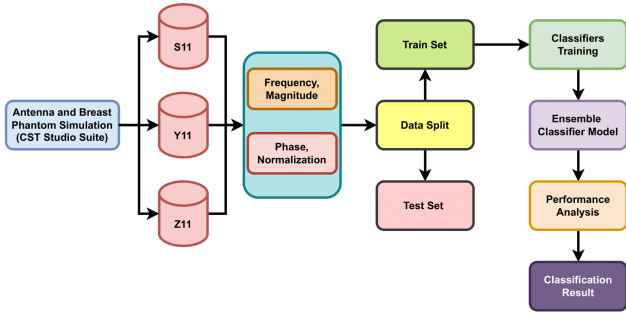 Antenna and Breast
Phantom Simulation
(CST Studio Suite)
S11
Y11
Z11
Frequency,
Magnitude
Phase,
Normalization
Train Set
Data Split
Test Set
Classifiers
Training
Ensemble
Classifier Model
Performance
Analysis
Classification
Result